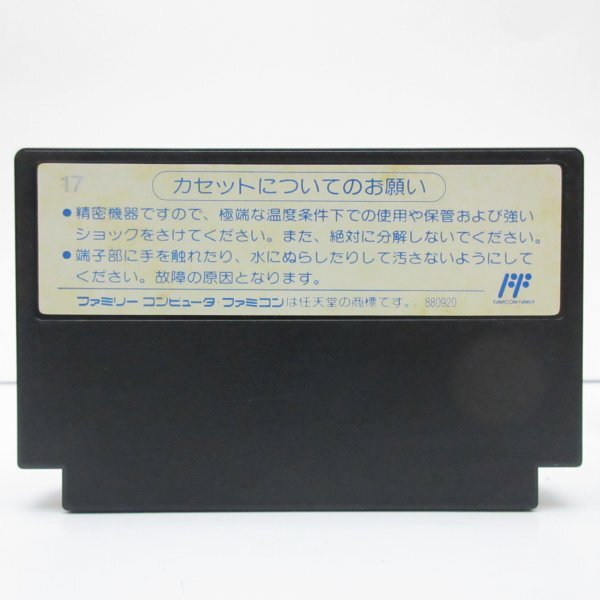 17
カセットについてのお願い
●精密機器ですので、極端な温度条件下での使用や保管および強い
ショックをさけてください。また、絶対に分解しないでください。
●端子部に手を触れたり、水にぬらしたりして汚さないようにして
ください。故障の原因となります。
ファミリー コンピュータ・ファミコンは任天堂の商標です。 880920
FF
FAMICOM FAMILY